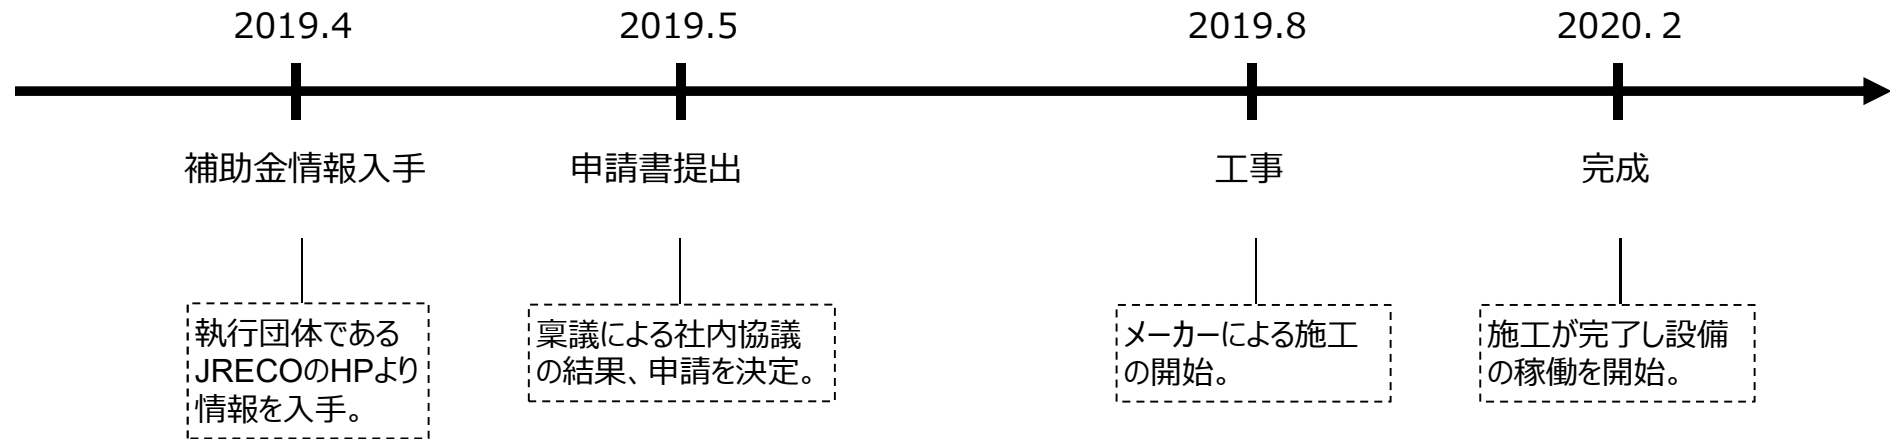 2019.4
2019.5
2019.8
2020.2
補助金情報入手
申請書提出
工事
完成
執行団体である
JRECOのHPより
情報を入手。
稟議による社内協議
の結果、申請を決定。
メーカーによる施工
の開始。
施工が完了し設備
の稼働を開始。